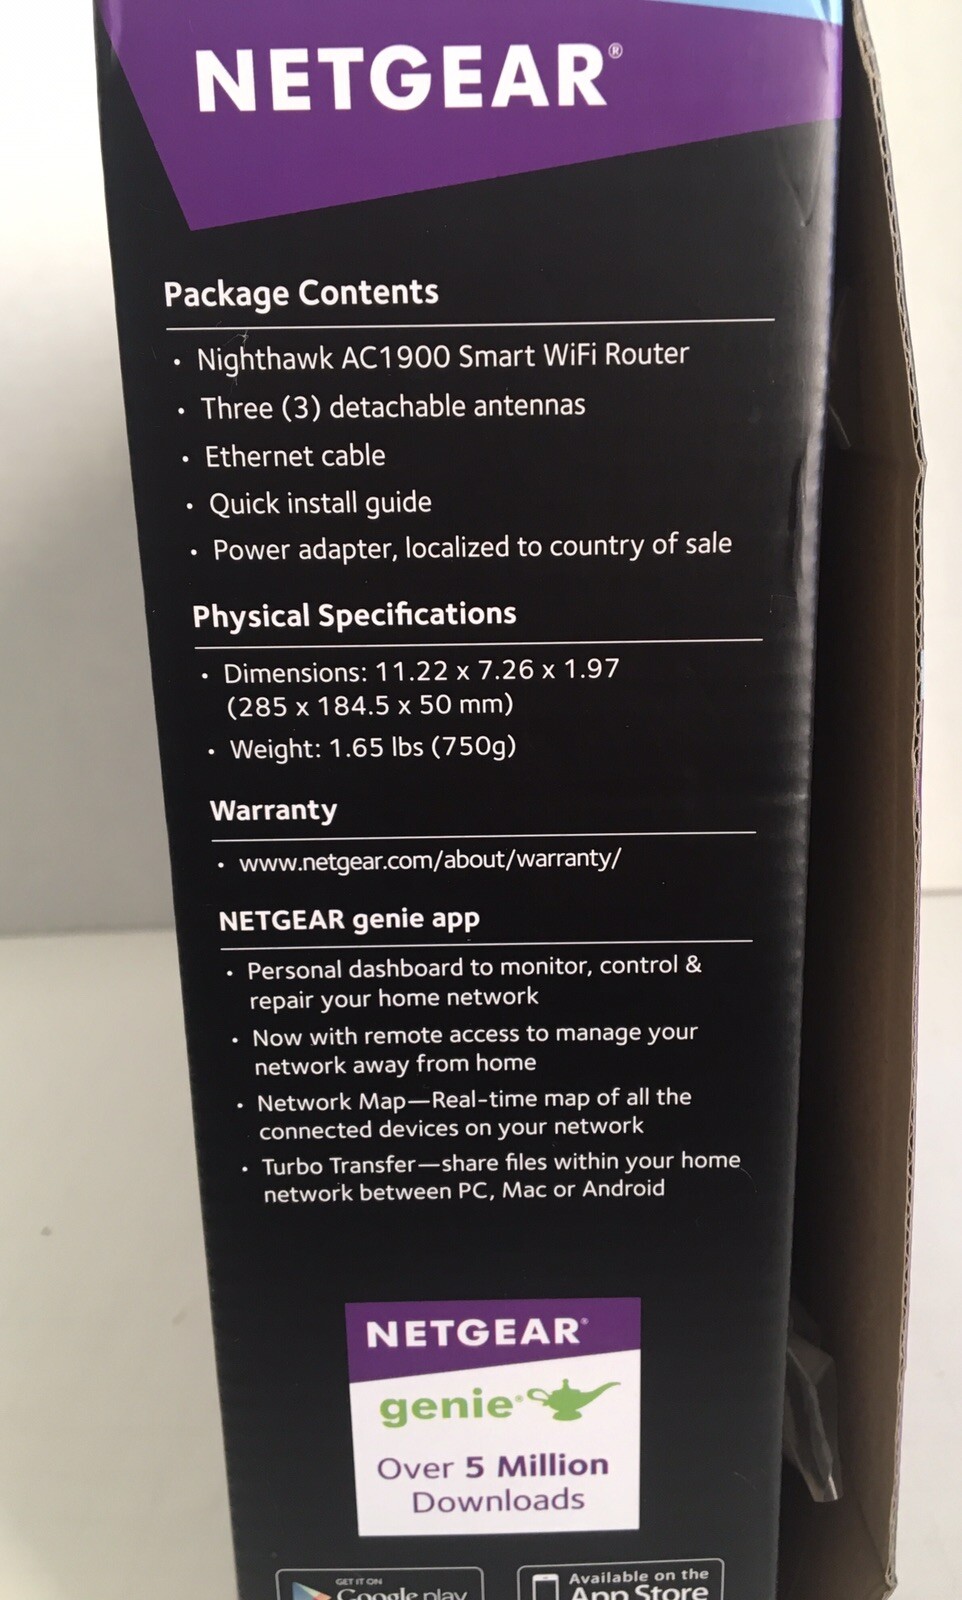 NETGEAR®
Package Contents
• Nighthawk AC1900 Smart WiFi Router
• Three (3) detachable antennas
• Ethernet cable
• Quick install guide
• Power adapter, localized to country of sale
Physical Specifications
• Dimensions: 11.22 x 7.26 x 1.97
(285 x 184.5 x 50 mm)
• Weight: 1.65 lbs (750g)
Warranty
• www.netgear.com/about/warranty/
NETGEAR genie app
• Personal dashboard to monitor, control &
repair your home network
• Now with remote access to manage your
network away from home
• Network Map—Real-time map of all the
connected devices on your network
• Turbo Transfer—share files within your home
network between PC, Mac or Android
NETGEAR®
genie®
Over 5 Million
Downloads
GET IT ON
Google play
Available on the
App Store